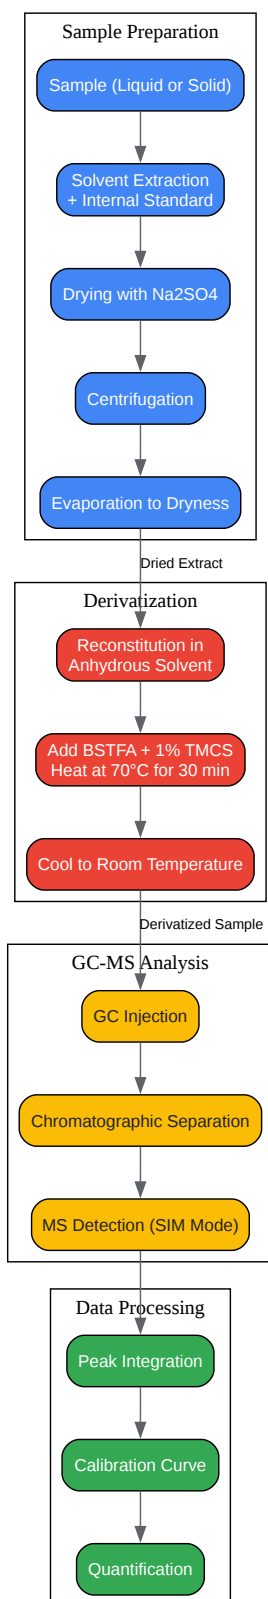 Sample Preparation
Sample (Liquid or Solid)
Solvent Extraction
+ Internal Standard
Drying with Na2SO4
Centrifugation
Evaporation to Dryness
Dried Extract
Derivatization
Reconstitution in
Anhydrous Solvent
Add BSTFA + 1% TMCS
Heat at 70°C for 30 min
Cool to Room Temperature
Derivatized Sample
GC-MS Analysis
GC Injection
Chromatographic Separation
MS Detection (SIM Mode)
Data Processing
Peak Integration
Calibration Curve
Quantification